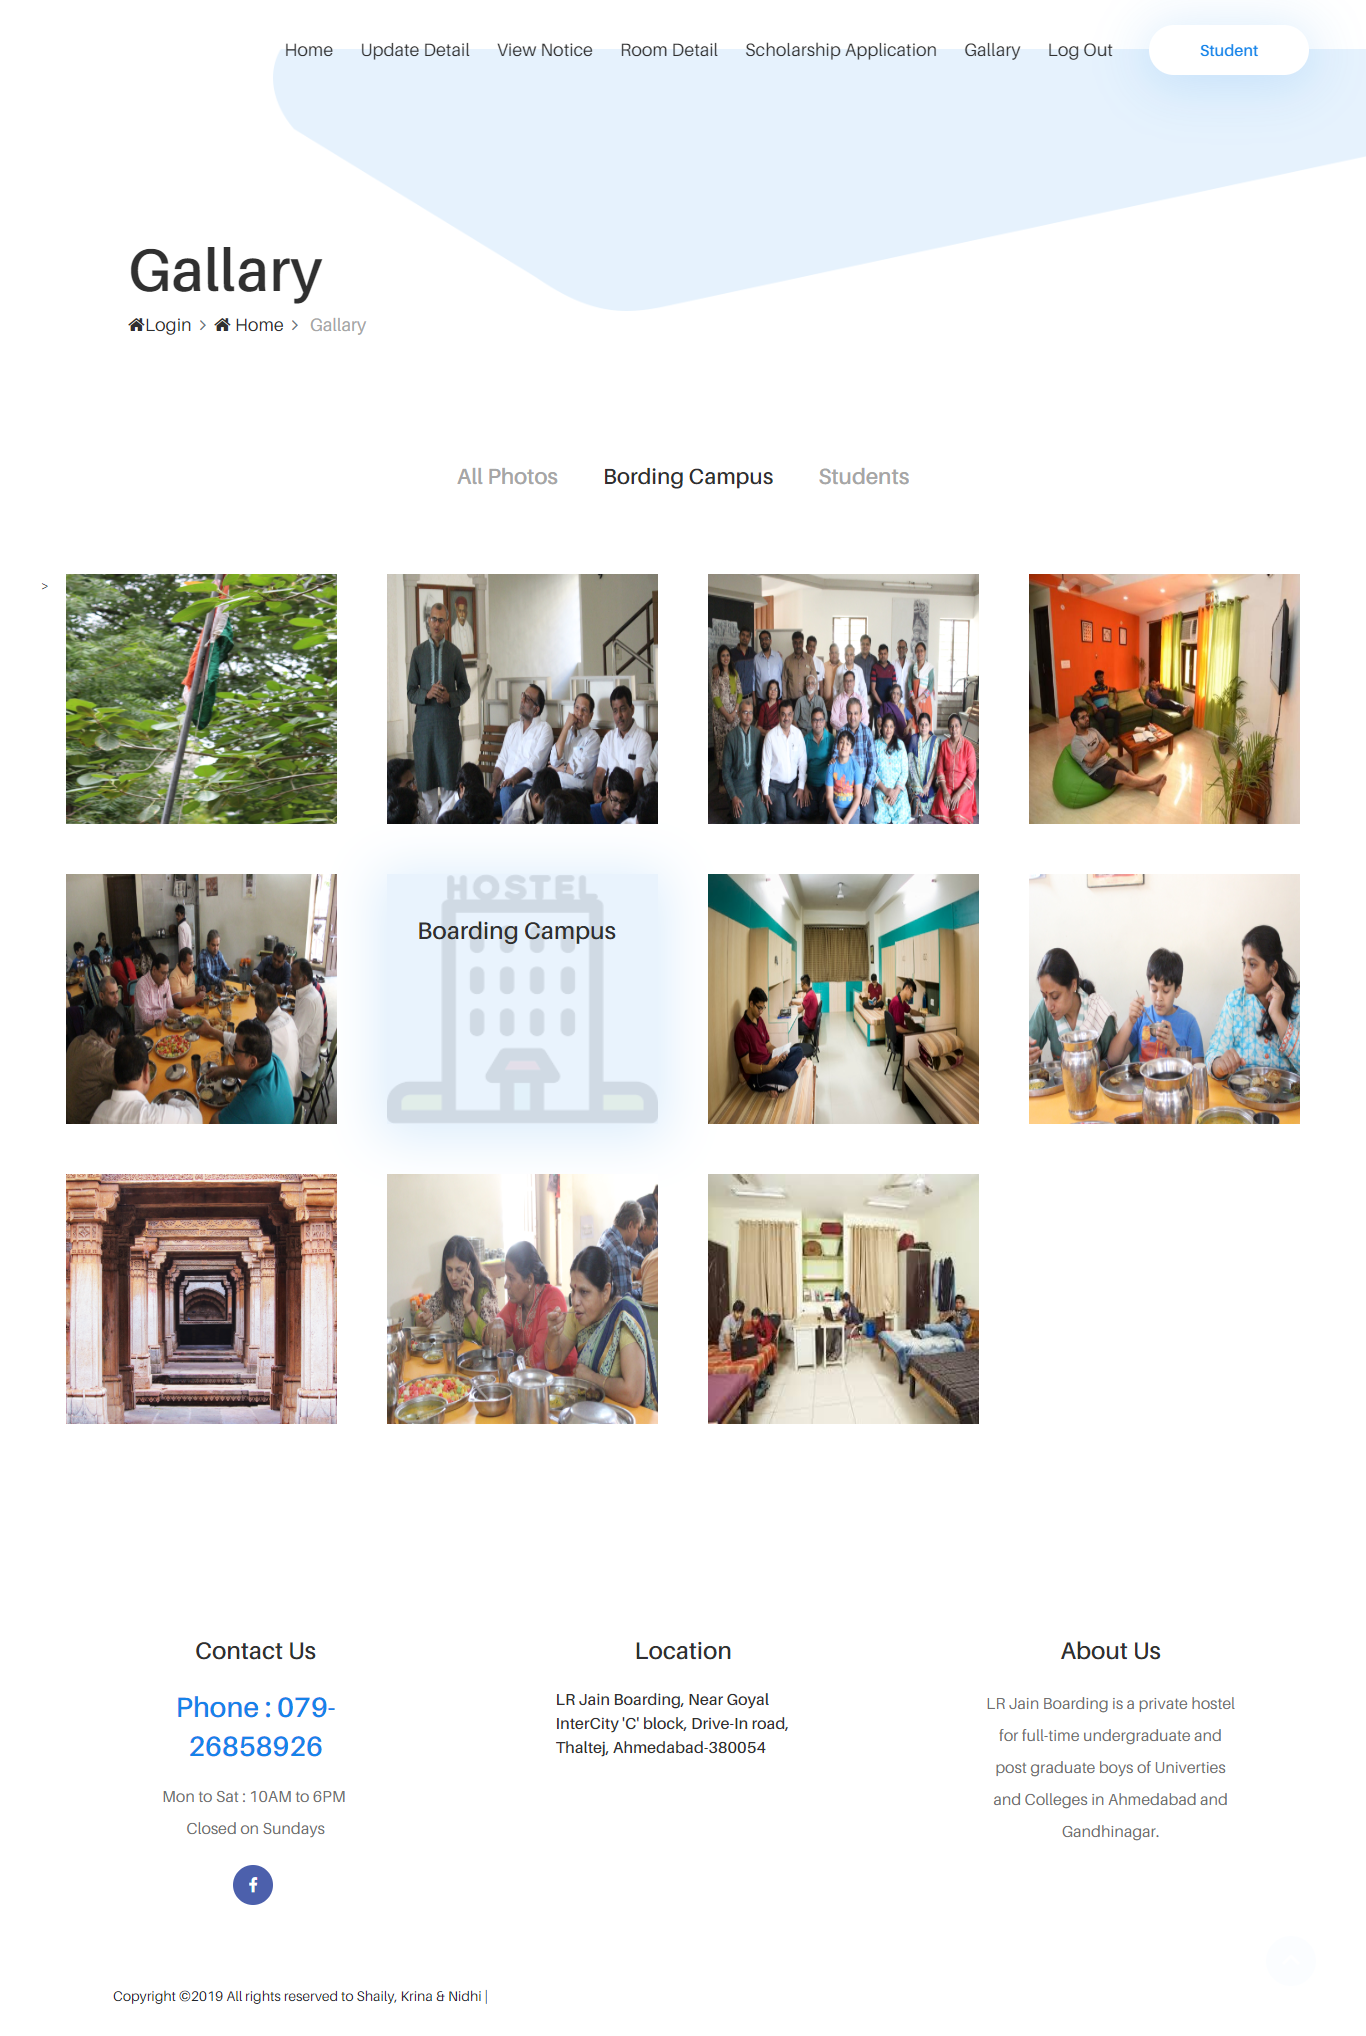 Home Update Detail View Notice Room Detail Scholarship Application Gallary Log Out Student
Gallary
Login > Home > Gallary
All Photos Bording Campus Students
>
HOSTEL
Boarding Campus
Contact Us
Phone : 079-
26858926
Mon to Sat : 10AM to 6PM
Closed on Sundays
Location
LR Jain Boarding, Near Goyal
InterCity 'C' block, Drive-In road,
Thaltej, Ahmedabad-380054
About Us
LR Jain Boarding is a private hostel
for full-time undergraduate and
post graduate boys of Univerties
and Colleges in Ahmedabad and
Gandhinagar.
Copyright ©2019 All rights reserved to Shaily, Krina & Nidhi |